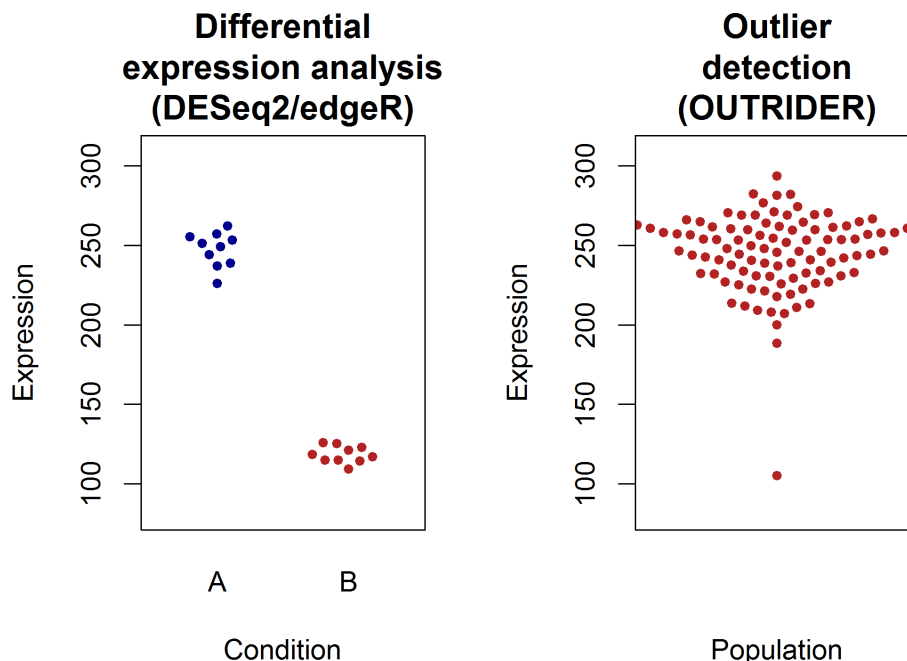 Differential
expression analysis
(DESeq2/edgeR)
300
250
200
150
100
Expression
A
B
Condition
Outlier
detection
(OUTRIDER)
300
250
200
150
100
Expression
Population